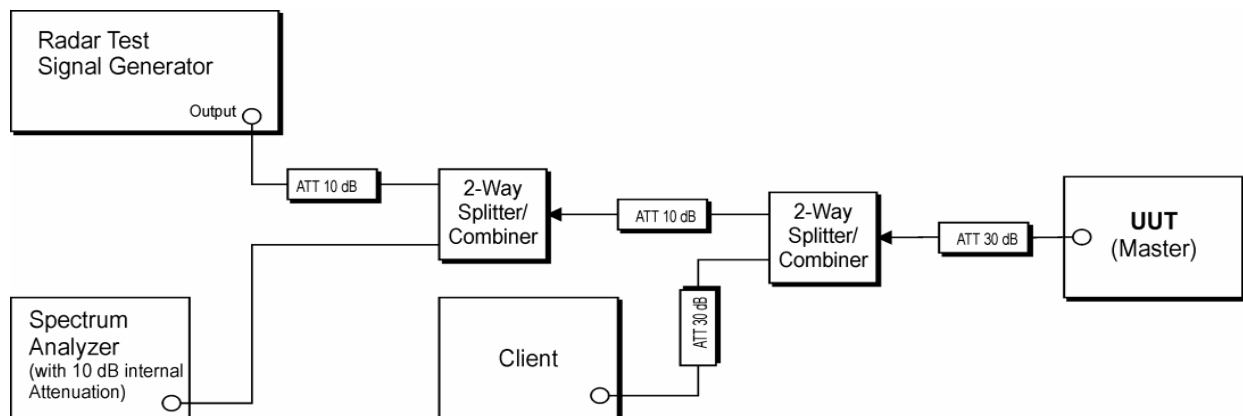 Radar Test
Signal Generator
Output
ATT 10 dB
2-Way
Splitter/
Combiner
ATT 10 dB
2-Way
Splitter/
Combiner
ATT 30 dB
UUT
(Master)
Spectrum
Analyzer
(with 10 dB internal
Attenuation)
Client
ATT 30 dB